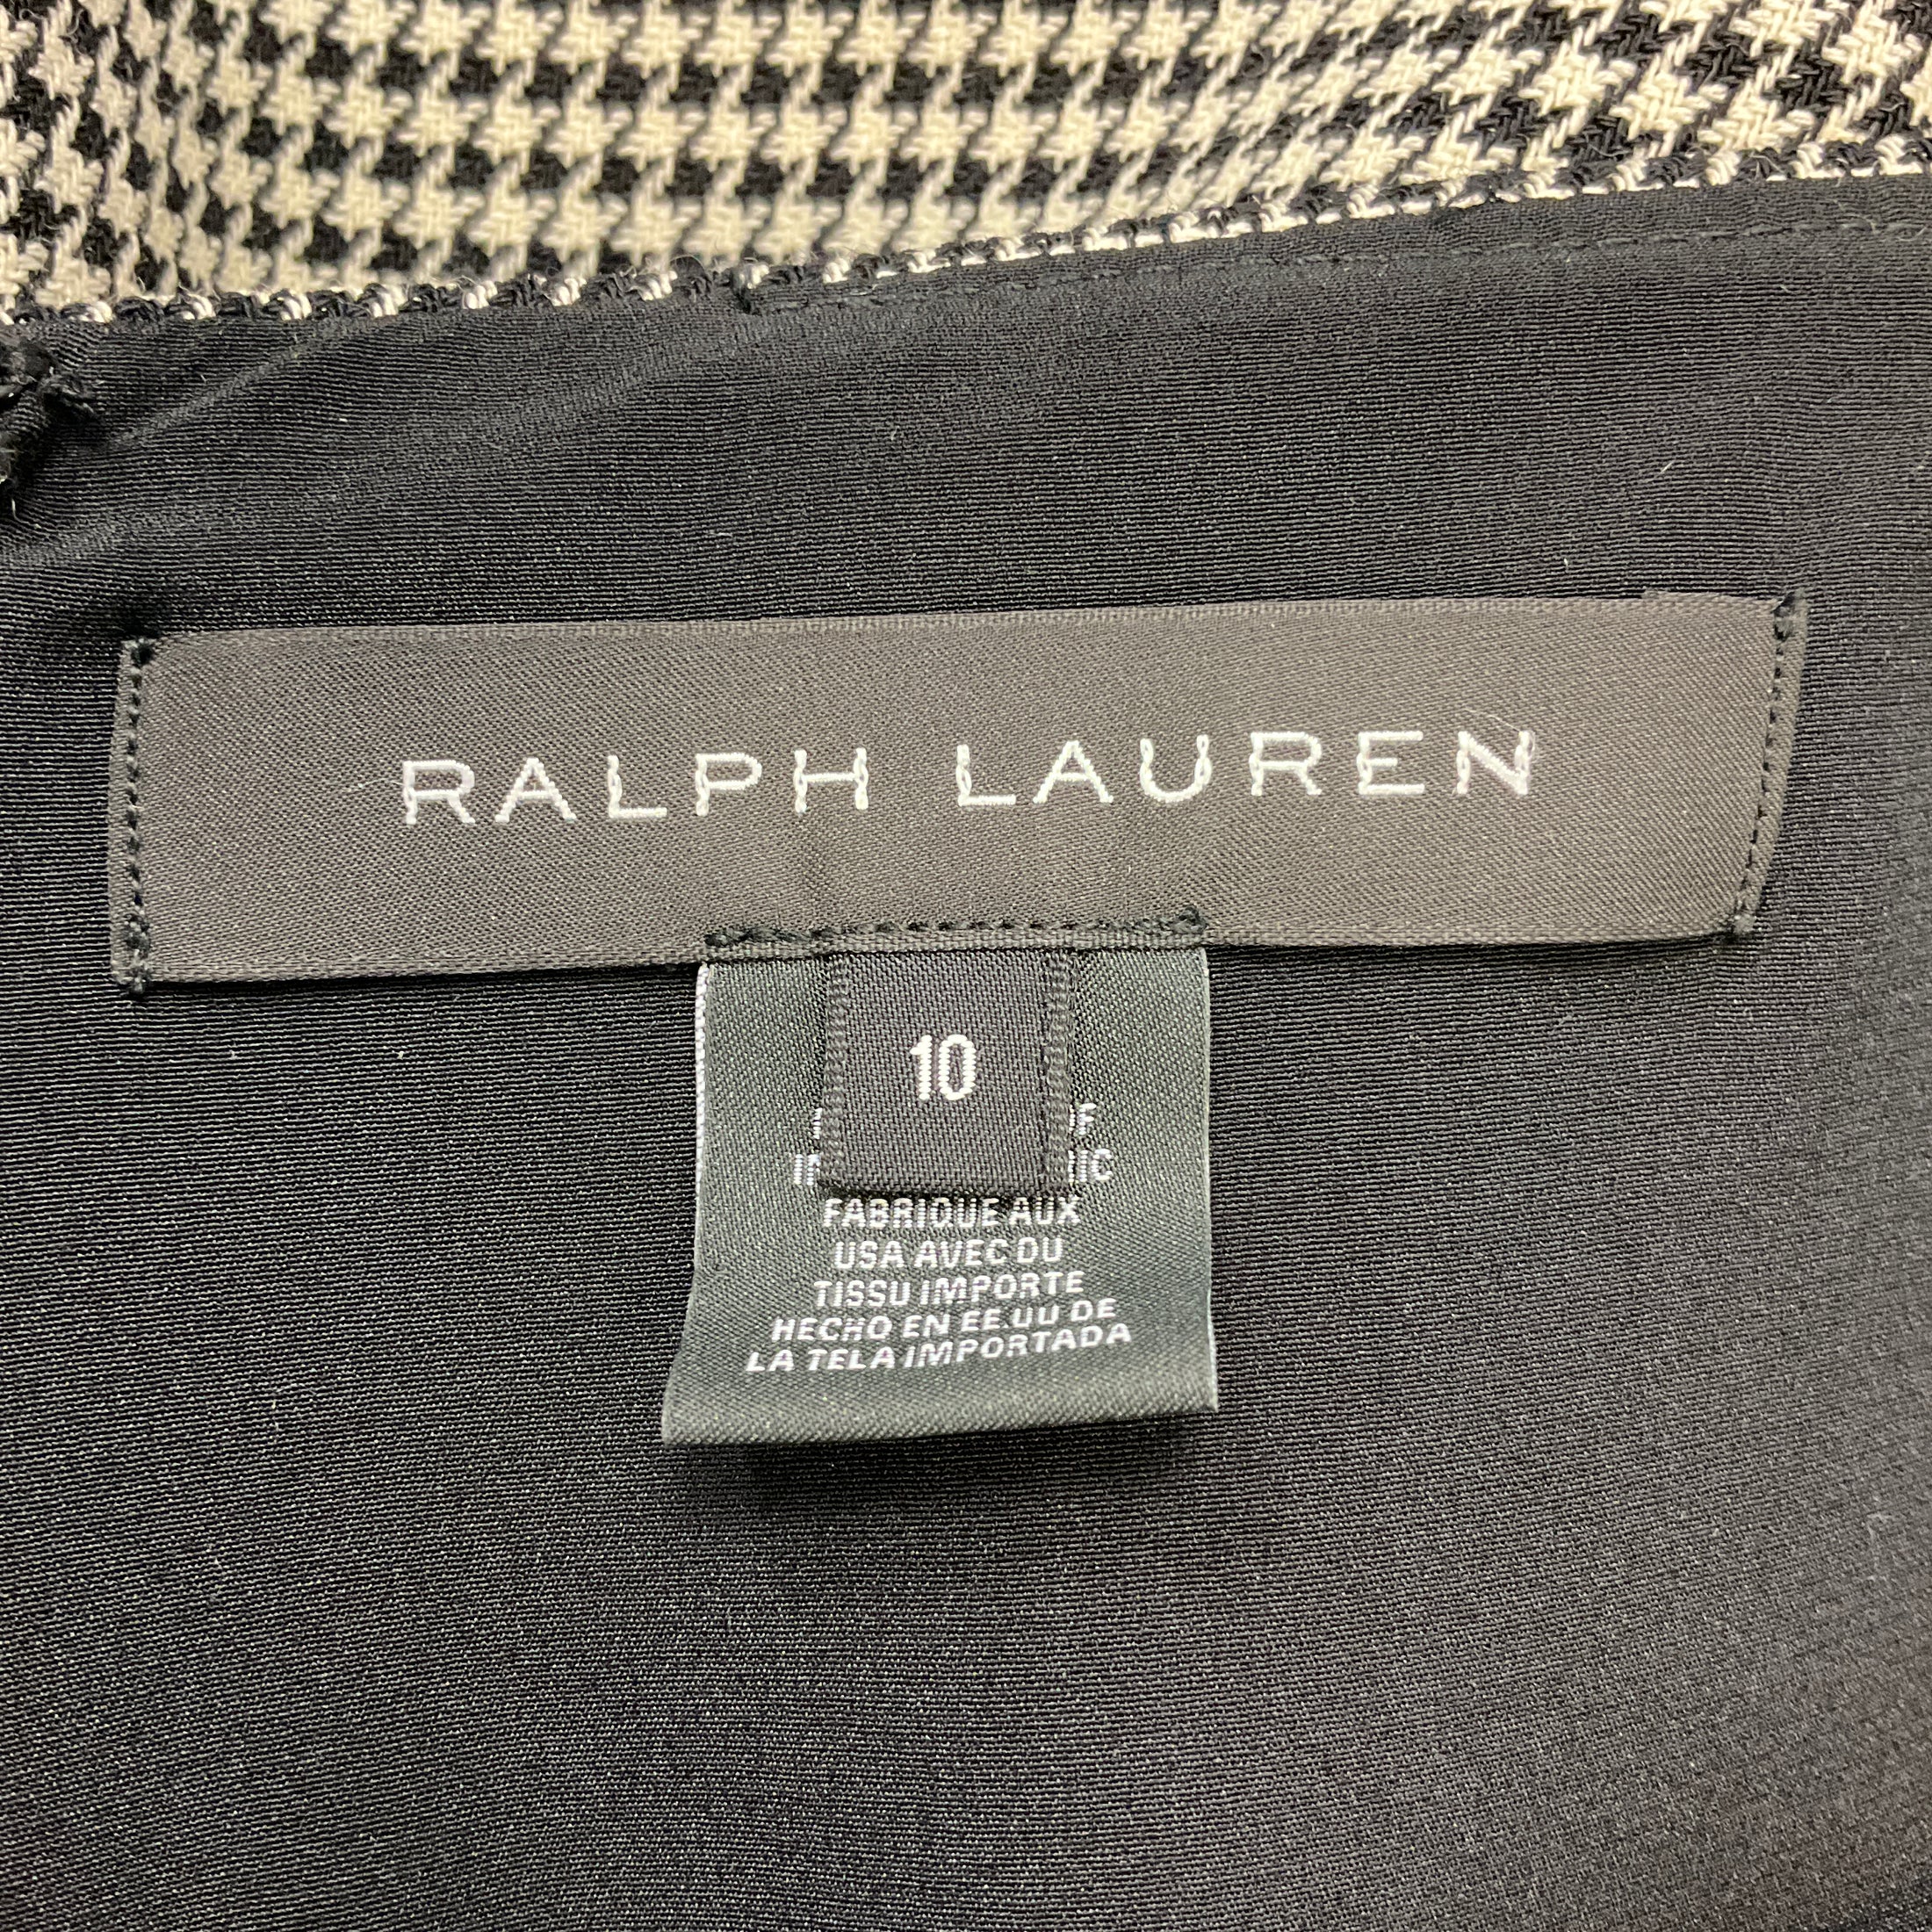 RALPH LAUREN
10
FABRIQUE AUX
USA AVEC DU
TISSU IMPORTE
HECHO EN EE.UU DE
LA TELA IMPORTADA